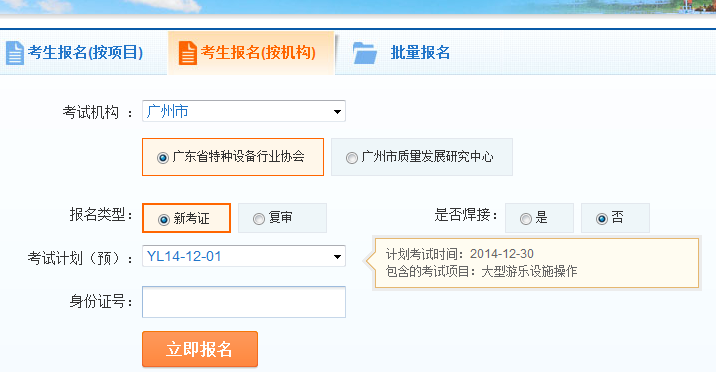 考生报名(按项目) 考生报名(按机构) 批量报名
考试机构 ： 广州市
广东省特种设备行业协会 广州市质量发展研究中心
报名类型： 新考证 复审 是否焊接： 是 否
考试计划（预）： YL14-12-01
计划考试时间：2014-12-30
包含的考试项目：大型游乐设施操作
身份证号：
立即报名